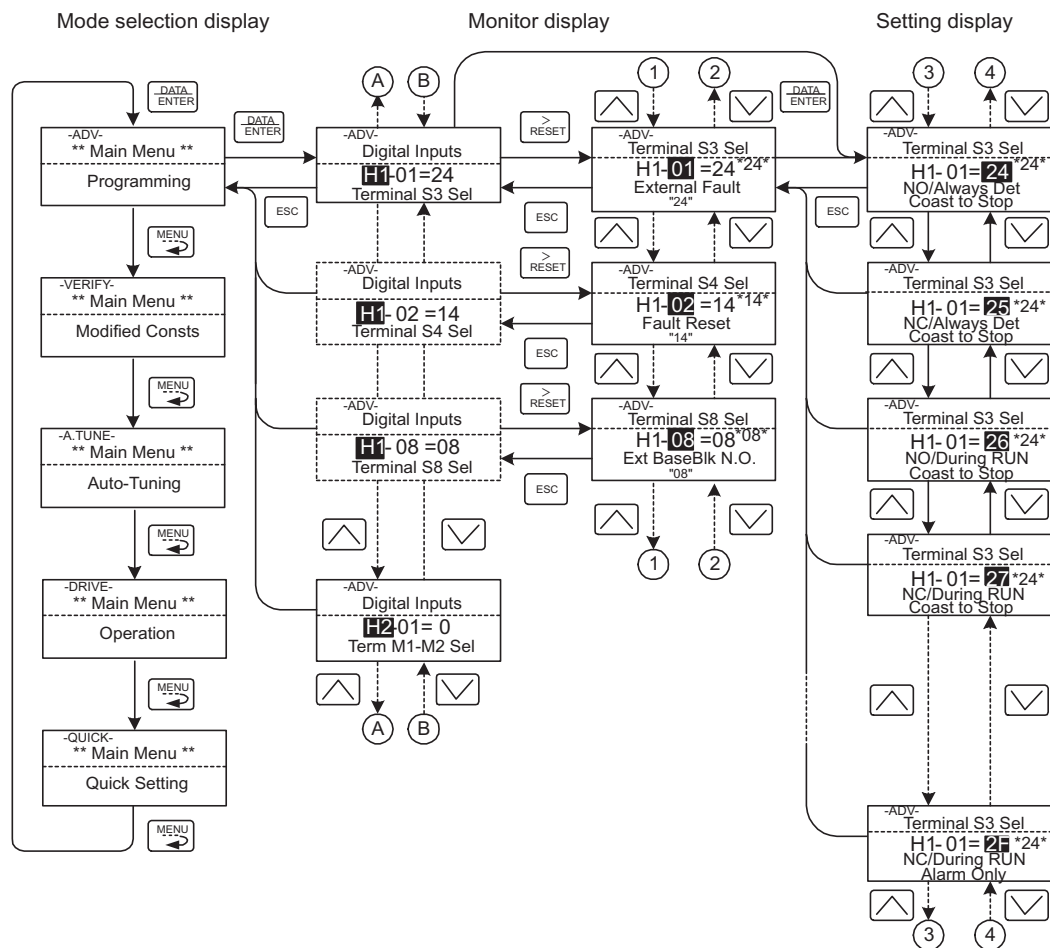 Mode selection display
Monitor display
Setting display
DATA
ENTER
-ADV-
** Main Menu **
Programming
MENU
-VERIFY-
** Main Menu **
Modified Consts
MENU
-A.TUNE-
** Main Menu **
Auto-Tuning
MENU
-DRIVE-
** Main Menu **
Operation
MENU
-QUICK-
** Main Menu **
Quick Setting
MENU
DATA
ENTER
ESC
A
B
-ADV-
Digital Inputs
H1-01=24
Terminal S3 Sel
-ADV-
Digital Inputs
H1- 02 =14
Terminal S4 Sel
-ADV-
Digital Inputs
H1- 08 =08
Terminal S8 Sel
-ADV-
Digital Inputs
H2-01= 0
Term M1-M2 Sel
A
B
>
RESET
ESC
>
RESET
ESC
>
RESET
ESC
1
2
-ADV-
Terminal S3 Sel
H1-01 =24 *24*
External Fault
"24"
-ADV-
Terminal S4 Sel
H1-02 =14 *14*
Fault Reset
"14"
-ADV-
Terminal S8 Sel
H1-08 =08 *08*
Ext BaseBlk N.O.
"08"
1
2
DATA
ENTER
ESC
3
4
-ADV-
Terminal S3 Sel
H1- 01= 24 *24*
NO/Always Det
Coast to Stop
-ADV-
Terminal S3 Sel
H1- 01= 25 *24*
NC/Always Det
Coast to Stop
-ADV-
Terminal S3 Sel
H1- 01= 26 *24*
NO/During RUN
Coast to Stop
-ADV-
Terminal S3 Sel
H1- 01= 27 *24*
NC/During RUN
Coast to Stop
-ADV-
Terminal S3 Sel
H1- 01= 2F *24*
NC/During RUN
Alarm Only
3
4